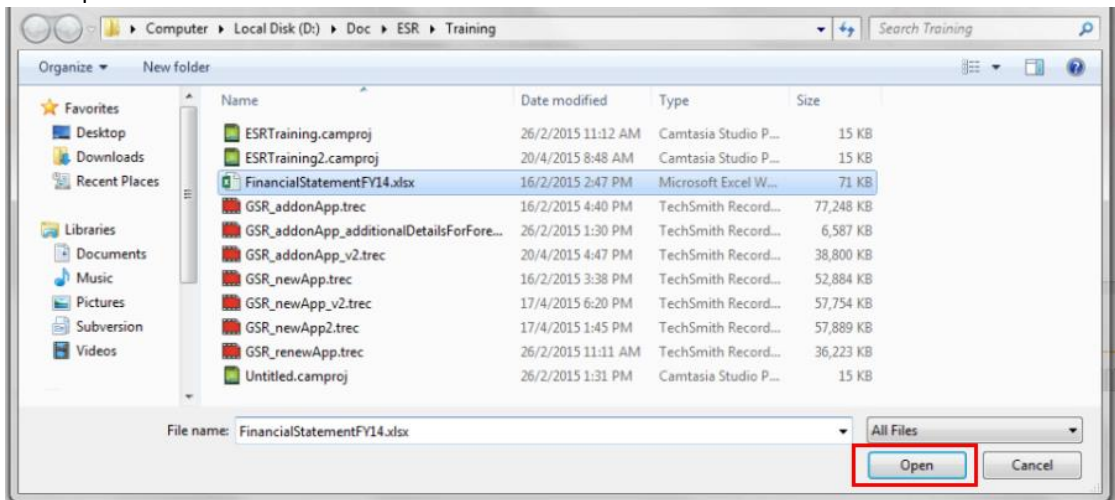 Computer ▸ Local Disk (D:) ▸ Doc ▸ ESR ▸ Training
Search Training
Organize
New folder
Name Date modified Type Size
Favorites
Desktop
Downloads
Recent Places
Libraries
Documents
Music
Pictures
Subversion
Videos
ESRTraining.camproj 26/2/2015 11:12 AM Camtasia Studio P... 15 KB
ESRTraining2.camproj 20/4/2015 8:48 AM Camtasia Studio P... 15 KB
FinancialStatementFY14.xlsx 16/2/2015 2:47 PM Microsoft Excel W... 71 KB
GSR_addonApp.trec 16/2/2015 4:40 PM TechSmith Record... 77,248 KB
GSR_addonApp_additionalDetailsForFore... 26/2/2015 1:30 PM TechSmith Record... 6,587 KB
GSR_addonApp_v2.trec 20/4/2015 4:47 PM TechSmith Record... 38,800 KB
GSR_newApp.trec 16/2/2015 3:38 PM TechSmith Record... 52,884 KB
GSR_newApp_v2.trec 17/4/2015 6:20 PM TechSmith Record... 57,754 KB
GSR_newApp2.trec 17/4/2015 1:45 PM TechSmith Record... 57,889 KB
GSR_renewApp.trec 26/2/2015 11:11 AM TechSmith Record... 36,223 KB
Untitled.camproj 26/2/2015 1:31 PM Camtasia Studio P... 15 KB
File name: FinancialStatementFY14.xlsx
All Files
Open
Cancel